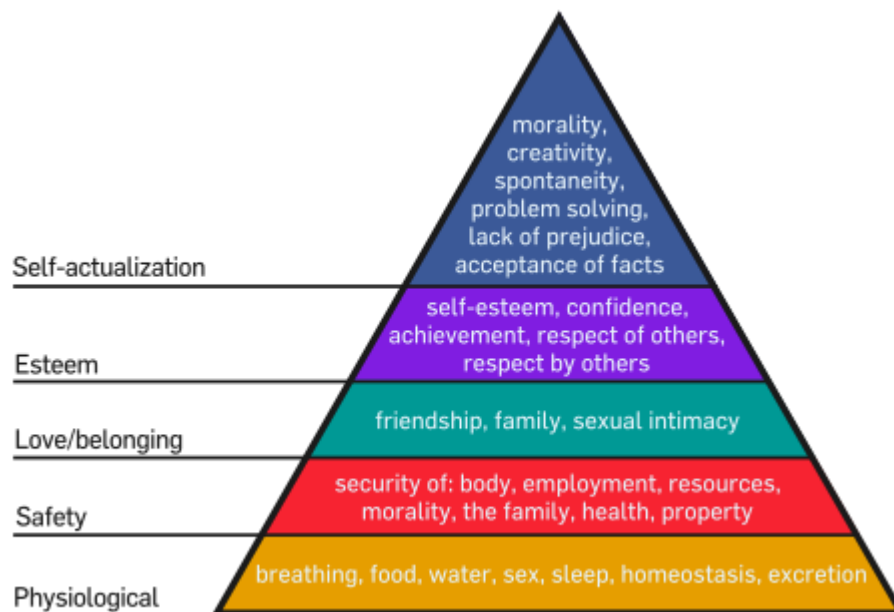 morality,
creativity,
spontaneity,
problem solving,
lack of prejudice,
acceptance of facts
Self-actualization
self-esteem, confidence,
achievement, respect of others,
respect by others
Esteem
friendship, family, sexual intimacy
Love/belonging
security of: body, employment, resources,
morality, the family, health, property
Safety
breathing, food, water, sex, sleep, homeostasis, excretion
Physiological